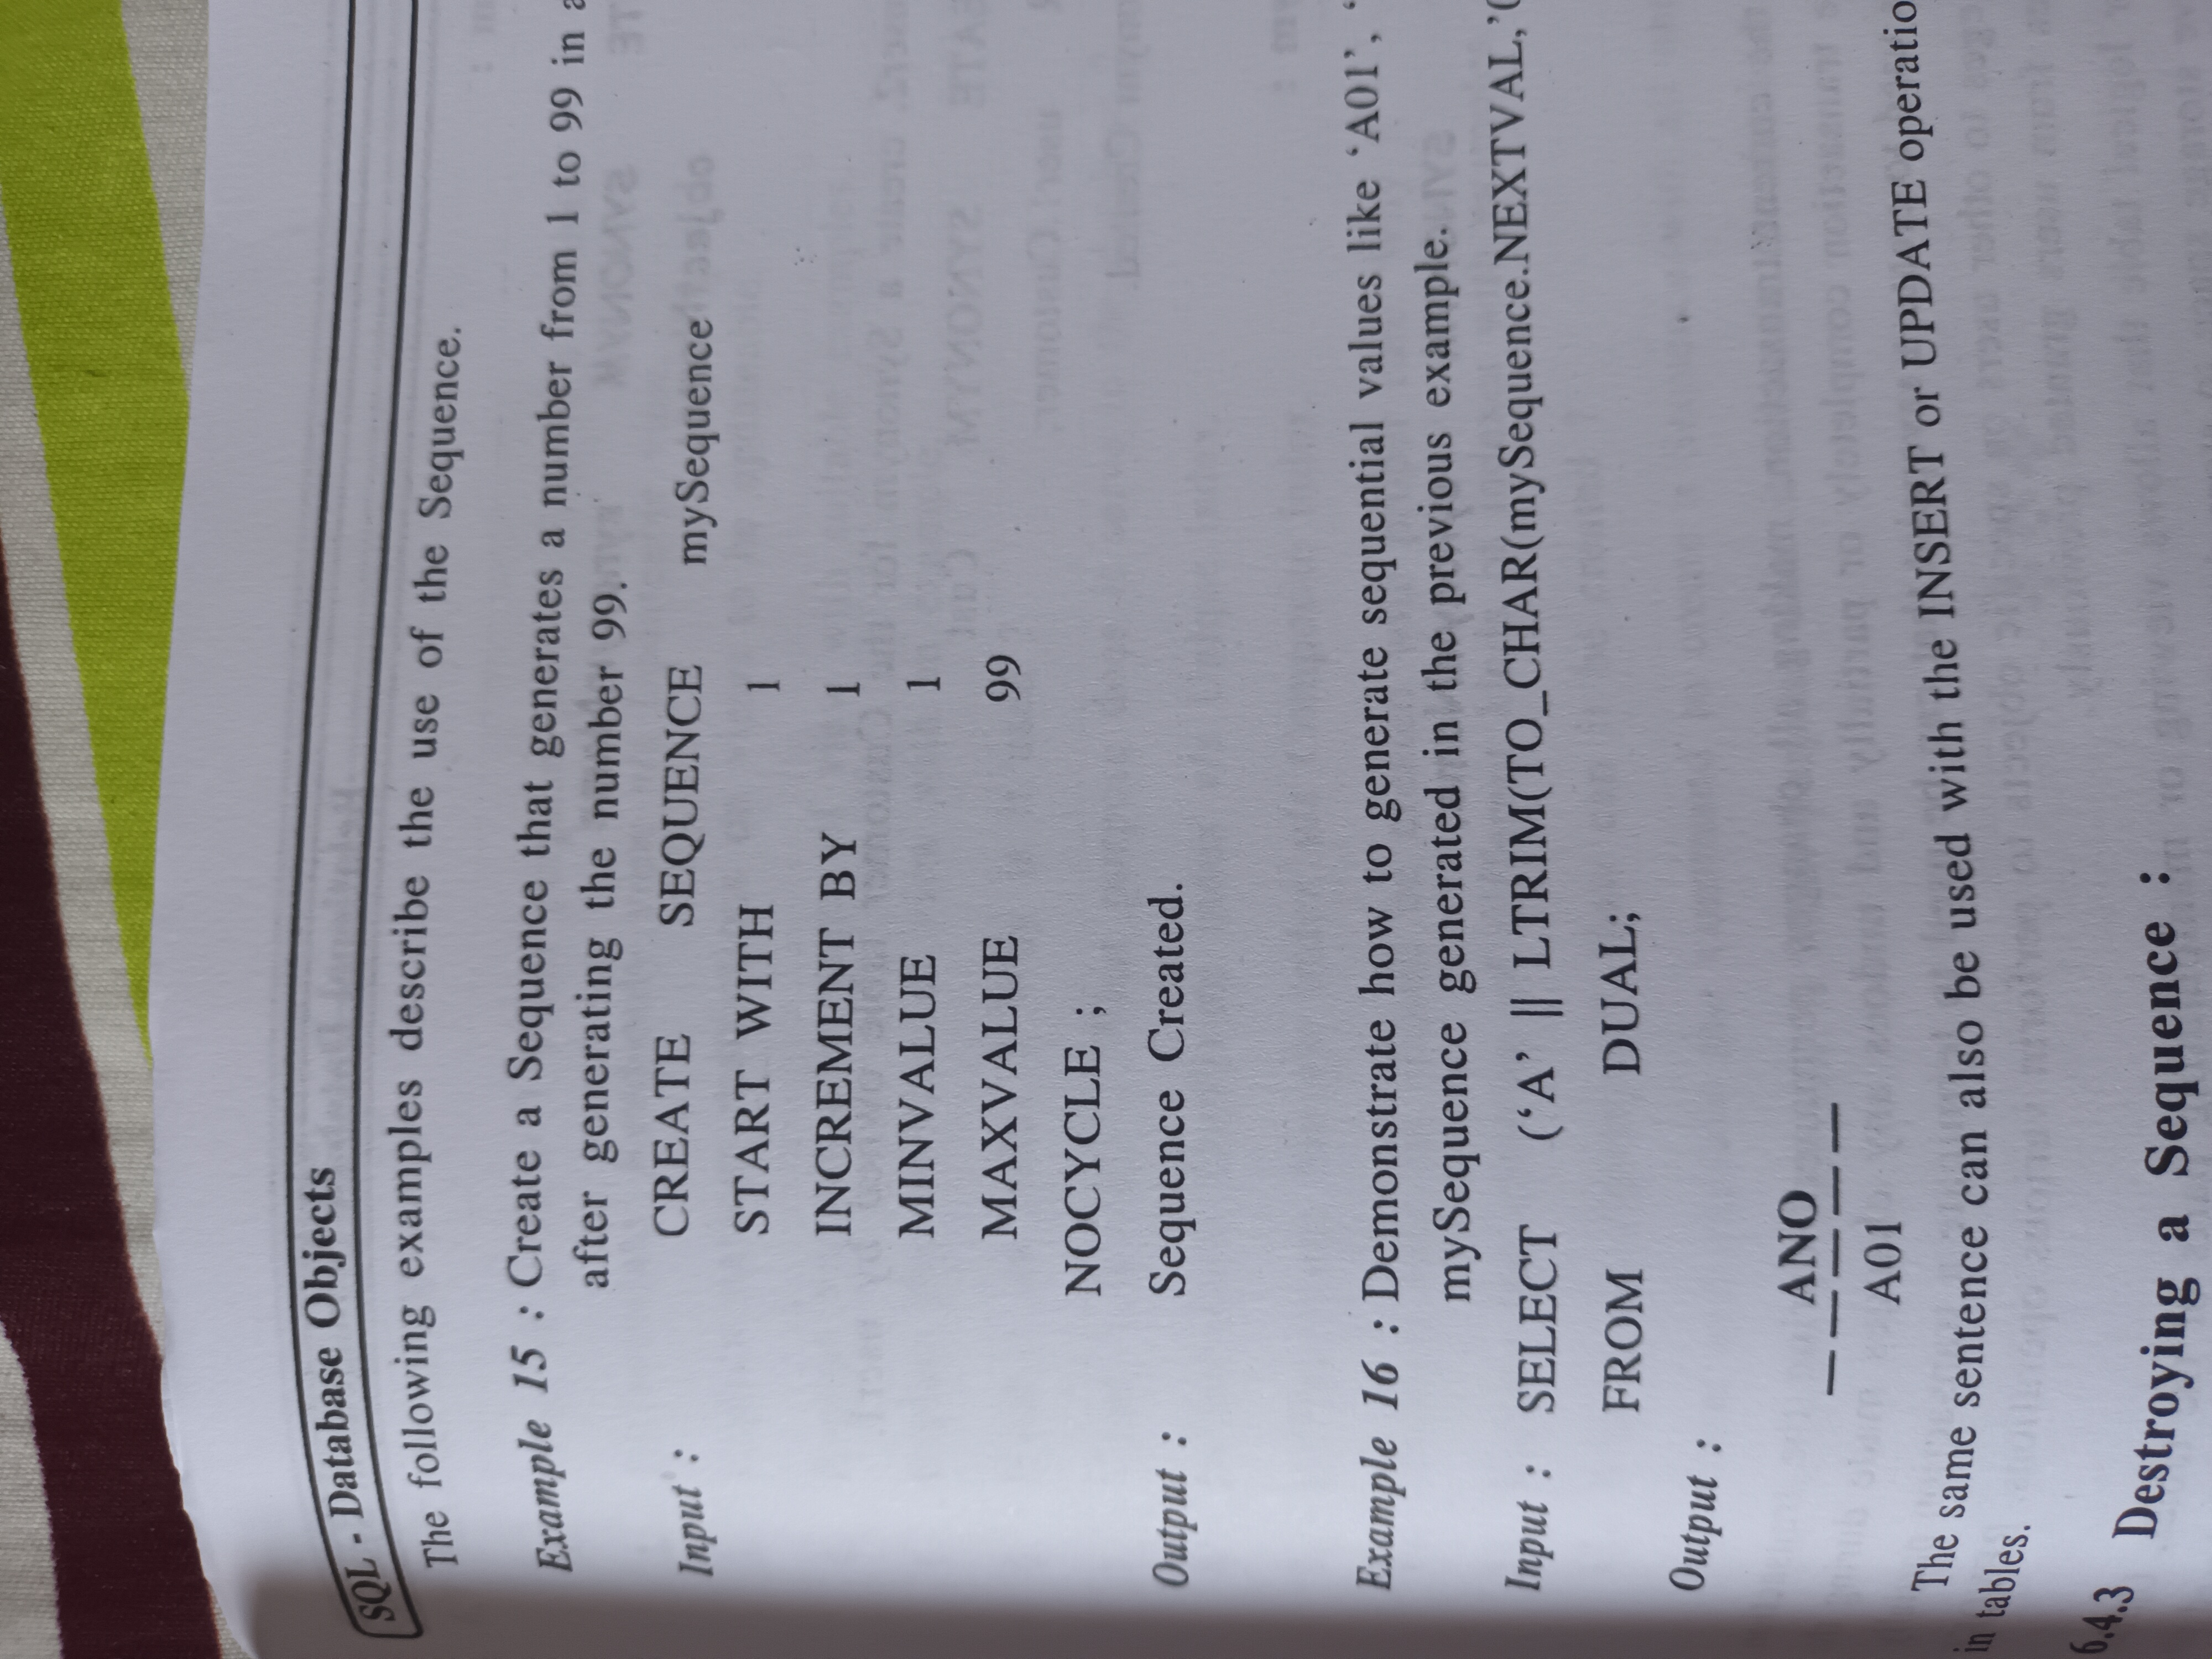 SQL - Database Objects
The following examples describe the use of the Sequence.
Example 15 : Create a Sequence that generates a number from 1 to 99 in
after generating the number 99.
Input : CREATE SEQUENCE mySequence
START WITH 1
INCREMENT BY 1
MINVALUE 1
MAXVALUE 99
NOCYCLE ;
Output : Sequence Created.
Example 16 : Demonstrate how to generate sequential values like ‘A01’, ‘
mySequence generated in the previous example.
Input : SELECT (‘A’ || LTRIM(TO_CHAR(mySequence.NEXTVAL,’
FROM DUAL;
Output :
ANO
— — — — —
A01
The same sentence can also be used with the INSERT or UPDATE
in tables.
6.4.3 Destroying a Sequence :